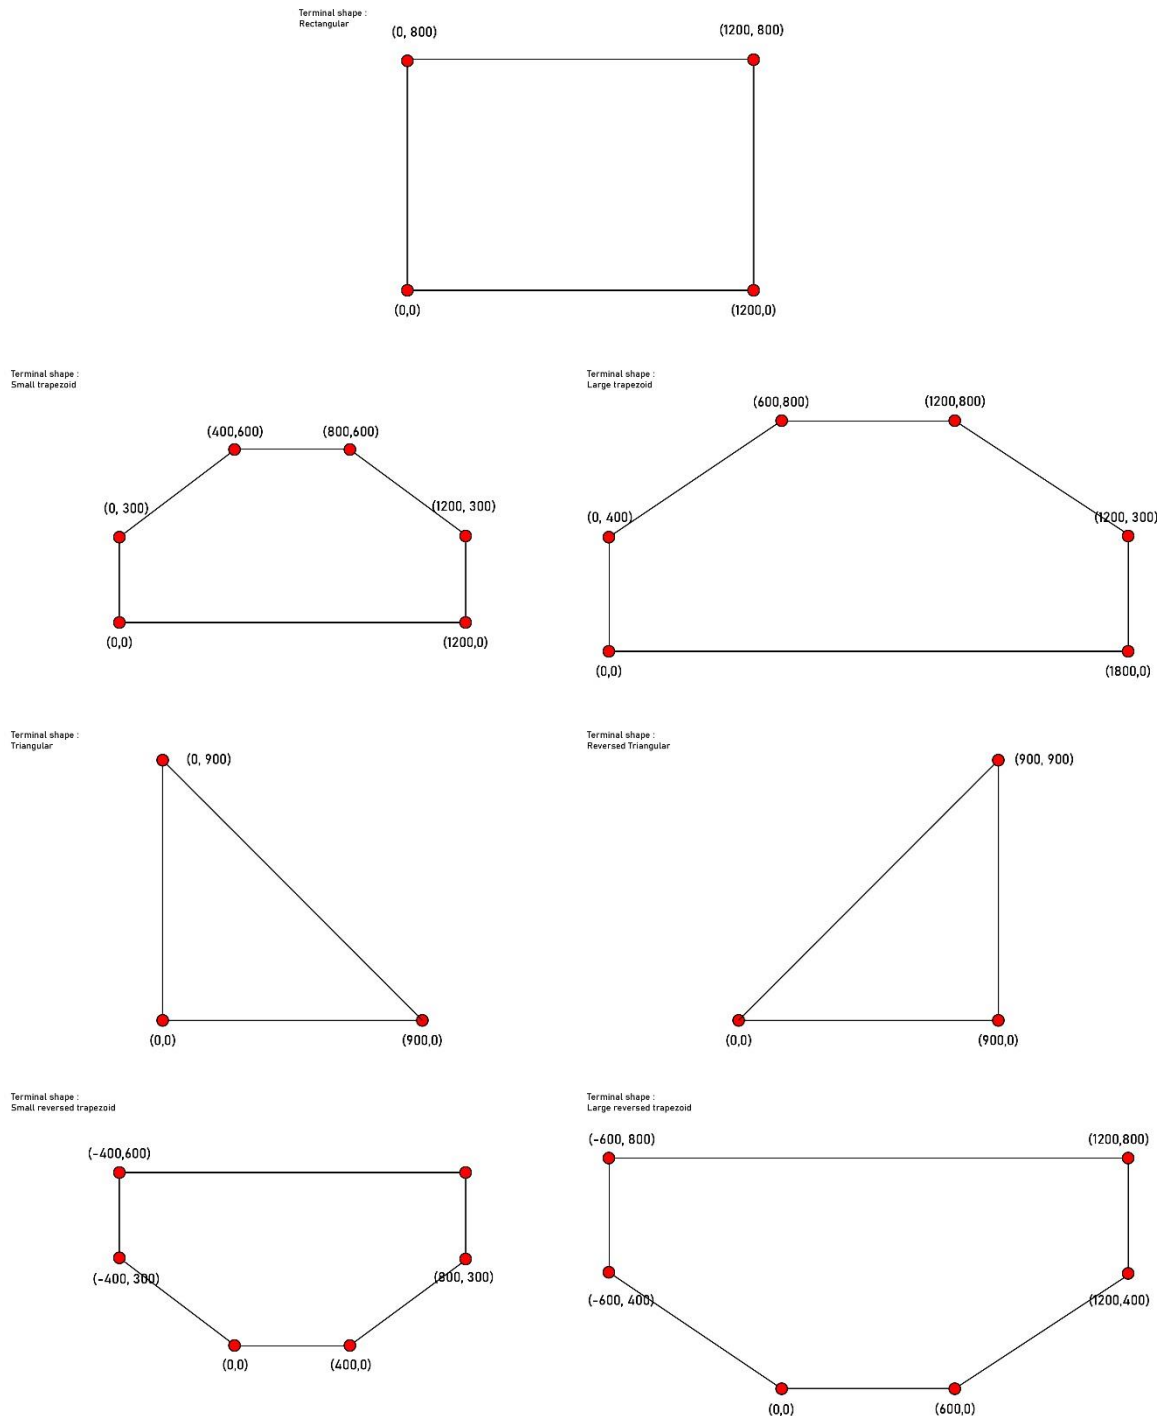 Terminal shape :
Rectangular
(0, 800)
(1200, 800)
(0,0)
(1200,0)
Terminal shape :
Small trapezoid
(400,600)
(800,600)
(0, 300)
(1200, 300)
(0,0)
(1200,0)
Terminal shape :
Large trapezoid
(600,800)
(1200,800)
(0, 400)
(1200, 300)
(0,0)
(1800,0)
Terminal shape :
Triangular
(0, 900)
(0,0)
(900,0)
Terminal shape :
Reversed Triangular
(900, 900)
(0,0)
(900,0)
Terminal shape :
Small reversed trapezoid
(-400,600)
(-400, 300)
(800, 300)
(0,0)
(400,0)
Terminal shape :
Large reversed trapezoid
(-600, 800)
(1200,800)
(-600, 400)
(1200,400)
(0,0)
(600,0)